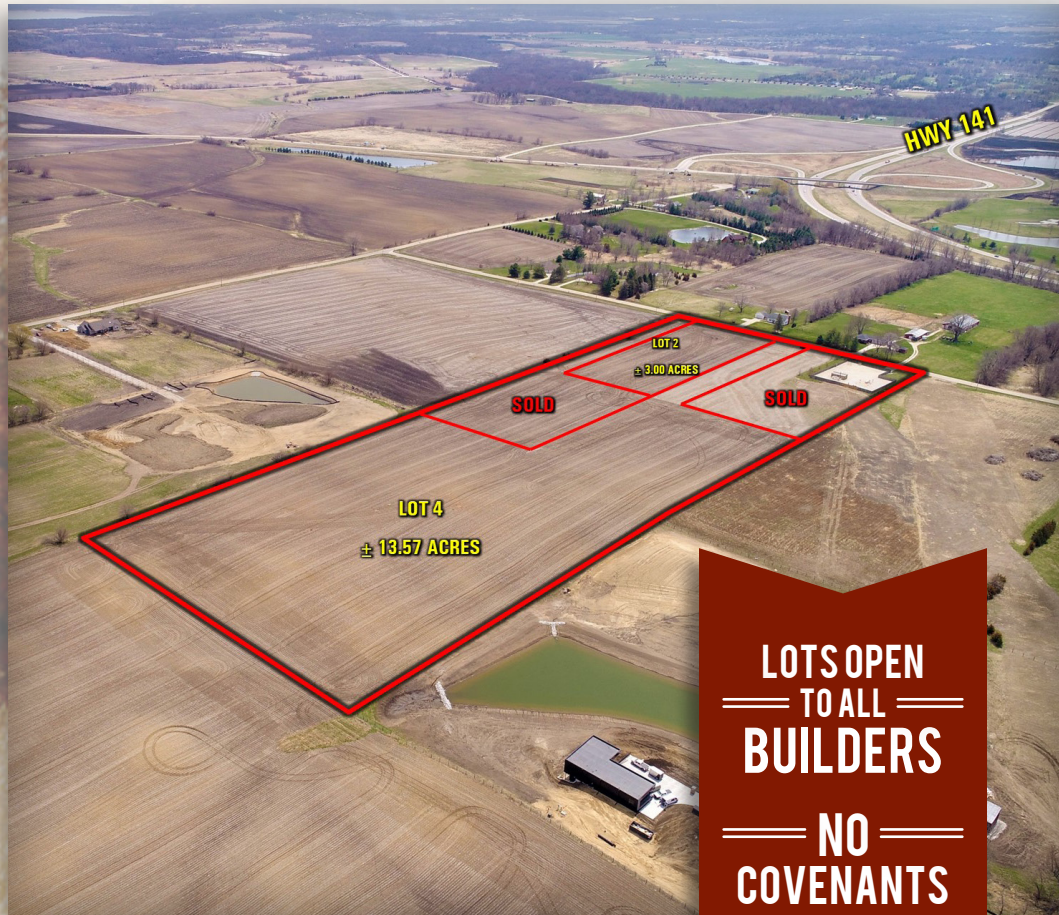 HWY 141
LOT 2
± 3.00 ACRES
SOLD
SOLD
LOT 4
± 13.57 ACRES
LOTS OPEN
TO ALL
BUILDERS
NO
COVENANTS